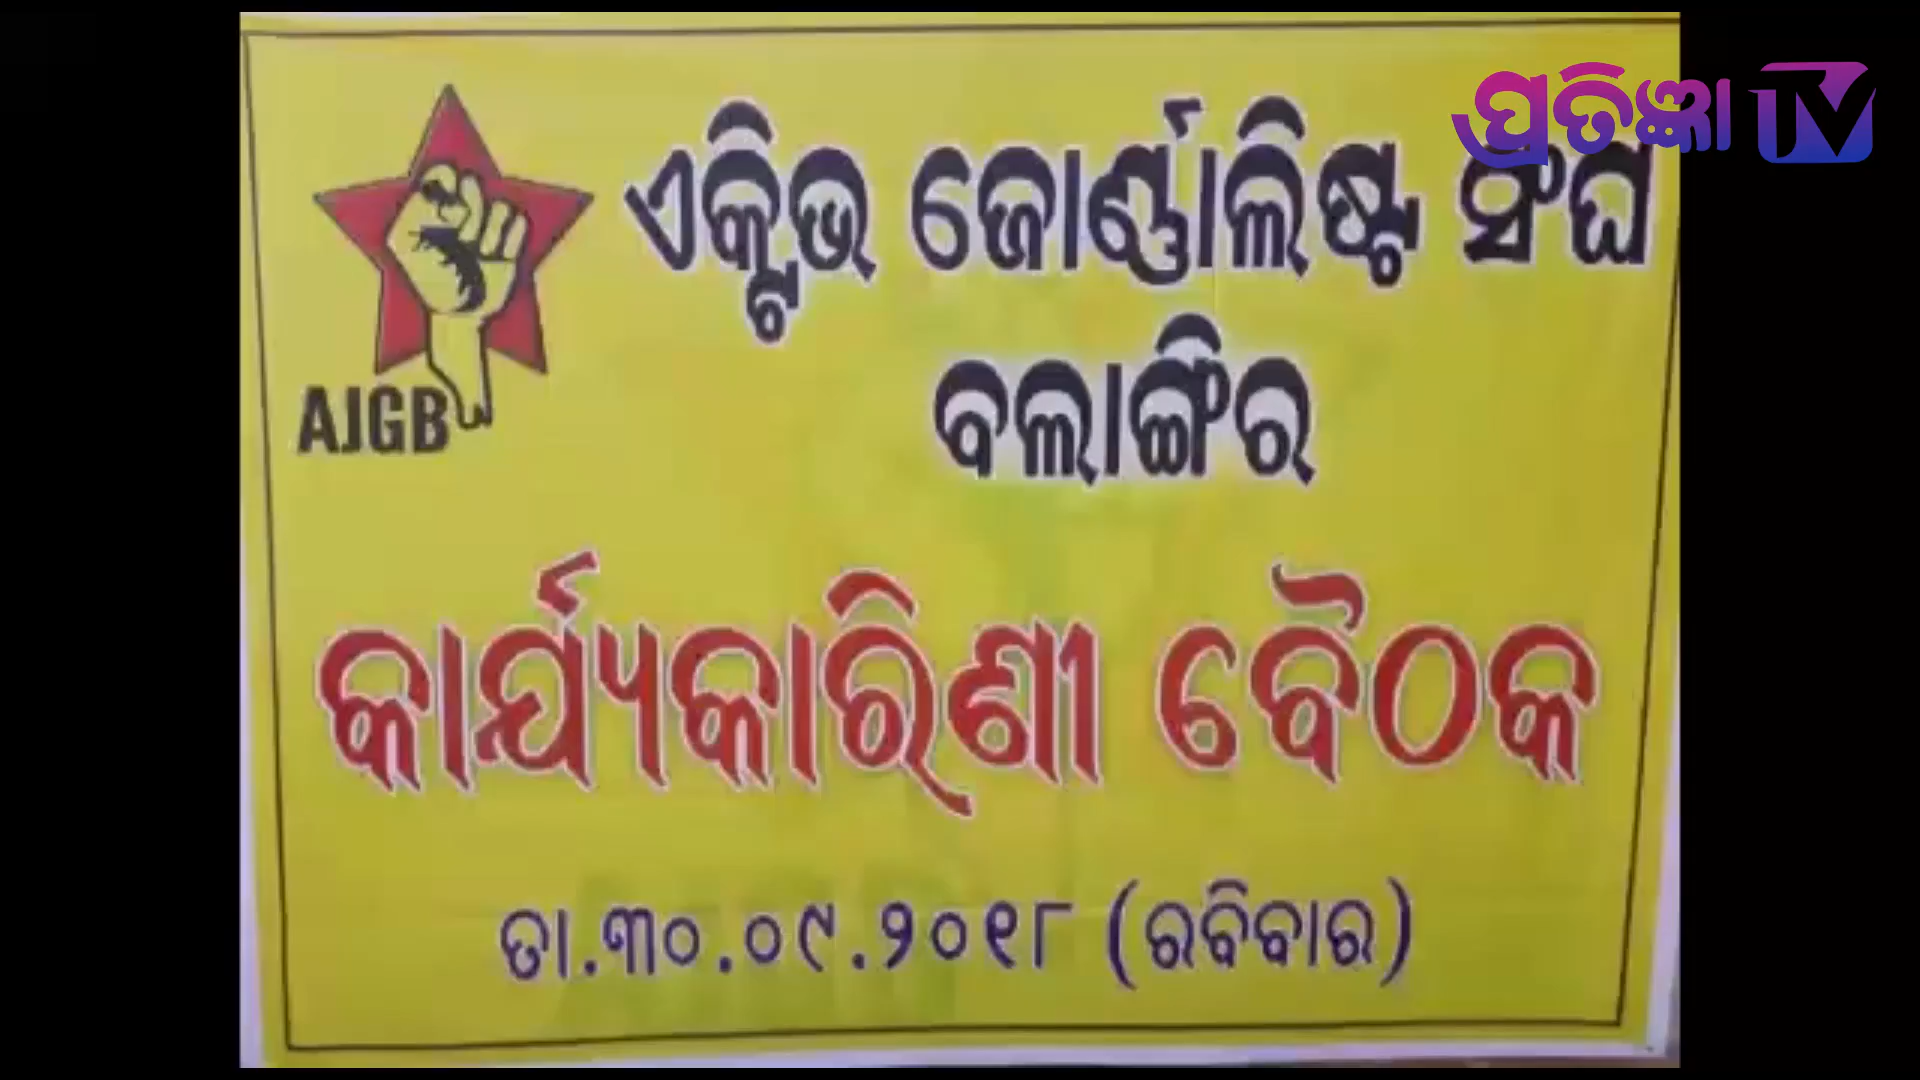 ପ୍ରତିଜ୍ଞା TV
ଏକ୍ଟିଭ ଜୋର୍ଣ୍ଣାଲିଷ୍ଟ ସଂଘ
ବଲାଙ୍ଗିର
AJGB
କାର୍ଯ୍ୟକାରିଣୀ ବୈଠକ
ତା.୩୦.୦୯.୨୦୧୮ (ରବିବାର)